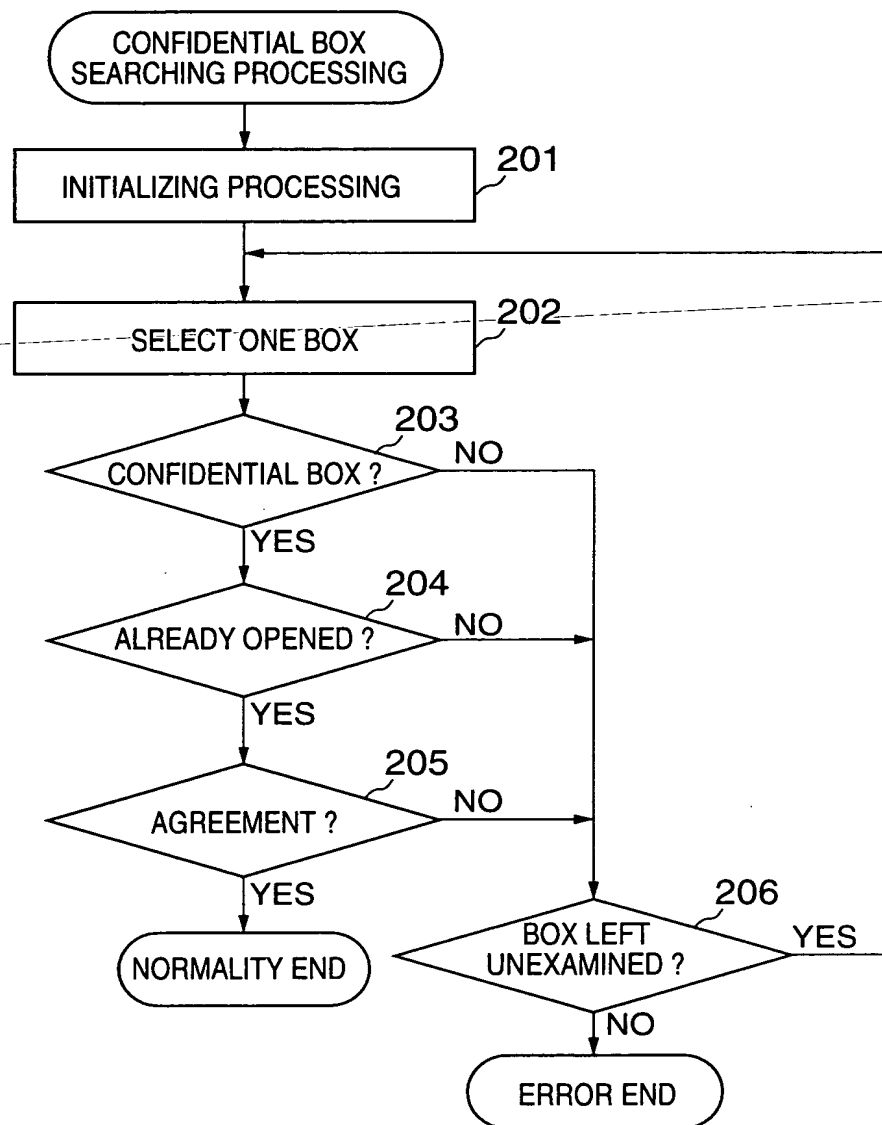 CONFIDENTIAL BOX
SEARCHING PROCESSING
201
INITIALIZING PROCESSING
202
SELECT ONE BOX
203
CONFIDENTIAL BOX ?
NO
YES
204
ALREADY OPENED ?
NO
YES
205
AGREEMENT ?
NO
YES
NORMALITY END
206
BOX LEFT
UNEXAMINED ?
YES
NO
ERROR END